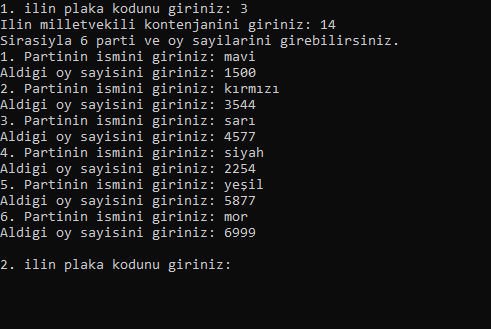 1. ilin plaka kodunu giriniz: 3
Ilin milletvekili kontenjanini giriniz: 14
Sirasiyla 6 parti ve oy sayilarini girebilirsiniz.
1. Partinin ismini giriniz: mavi
Aldigi oy sayisini giriniz: 1500
2. Partinin ismini giriniz: kırmızı
Aldigi oy sayisini giriniz: 3544
3. Partinin ismini giriniz: sarı
Aldigi oy sayisini giriniz: 4577
4. Partinin ismini giriniz: siyah
Aldigi oy sayisini giriniz: 2254
5. Partinin ismini giriniz: yeşil
Aldigi oy sayisini giriniz: 5877
6. Partinin ismini giriniz: mor
Aldigi oy sayisini giriniz: 6999
2. ilin plaka kodunu giriniz: